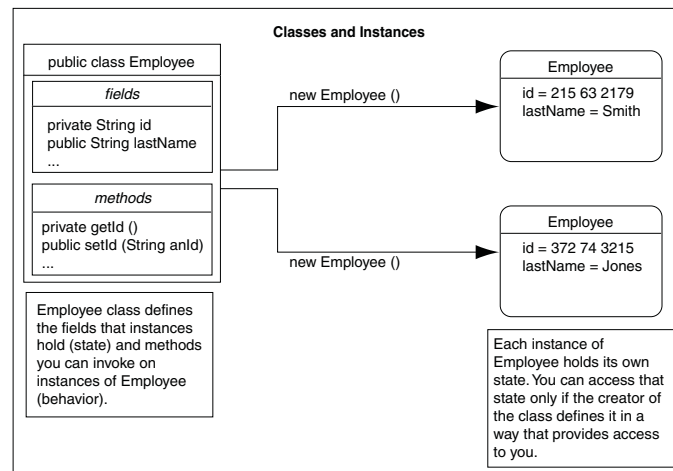 Classes and Instances
public class Employee
fields
private String id
public String lastName
...
methods
private getId ()
public setId (String anId)
...
Employee class defines
the fields that instances
hold (state) and methods
you can invoke on
instances of Employee
(behavior).
new Employee ()
new Employee ()
Employee
id = 215 63 2179
lastName = Smith
Employee
id = 372 74 3215
lastName = Jones
Each instance of
Employee holds its own
state. You can access that
state only if the creator of
the class defines it in a
way that provides access
to you.